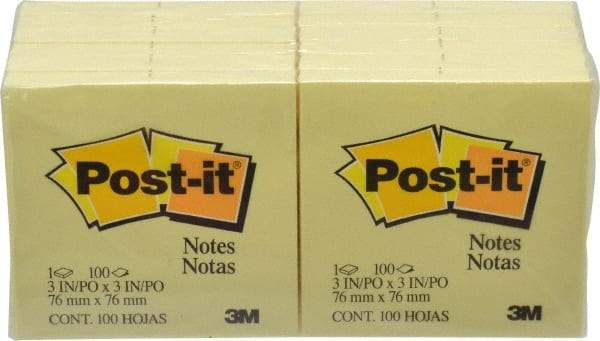 Post-it®
Notes
Notas
1 100
3 IN/PO x 3 IN/PO
76 mm x 76 mm
CONT. 100 HOJAS 3M
Post-it®
Notes
Notas
1 100
3 IN/PO x 3 IN/PO
76 mm x 76 mm
CONT. 100 HOJAS 3M